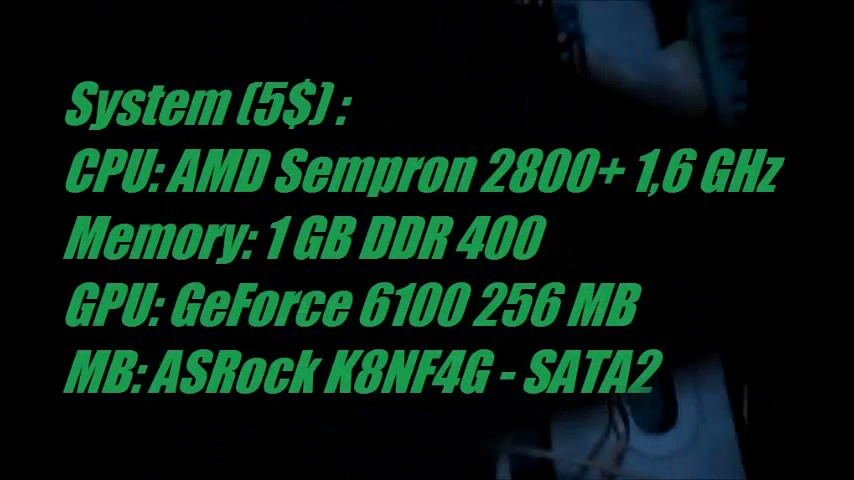 System (5$) :
CPU: AMD Sempron 2800+ 1,6 GHz
Memory: 1 GB DDR 400
GPU: GeForce 6100 256 MB
MB: ASRock K8NF4G - SATA2